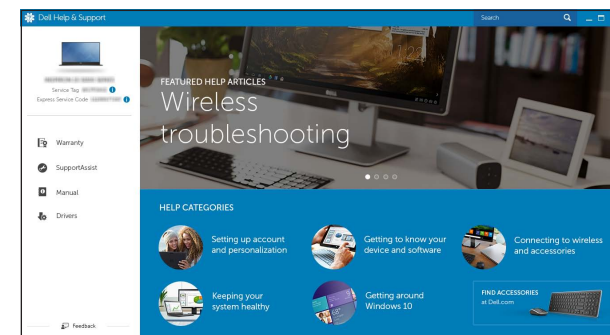 Dell Help & Support
Search
Service Tag
Express Service Code
Warranty
SupportAssist
Manual
Drivers
Feedback
FEATURED HELP ARTICLES
Wireless
troubleshooting
HELP CATEGORIES
Setting up account
and personalization
Getting to know your
device and software
Connecting to wireless
and accessories
Keeping your
system healthy
Getting around
Windows 10
FIND ACCESSORIES
at Dell.com